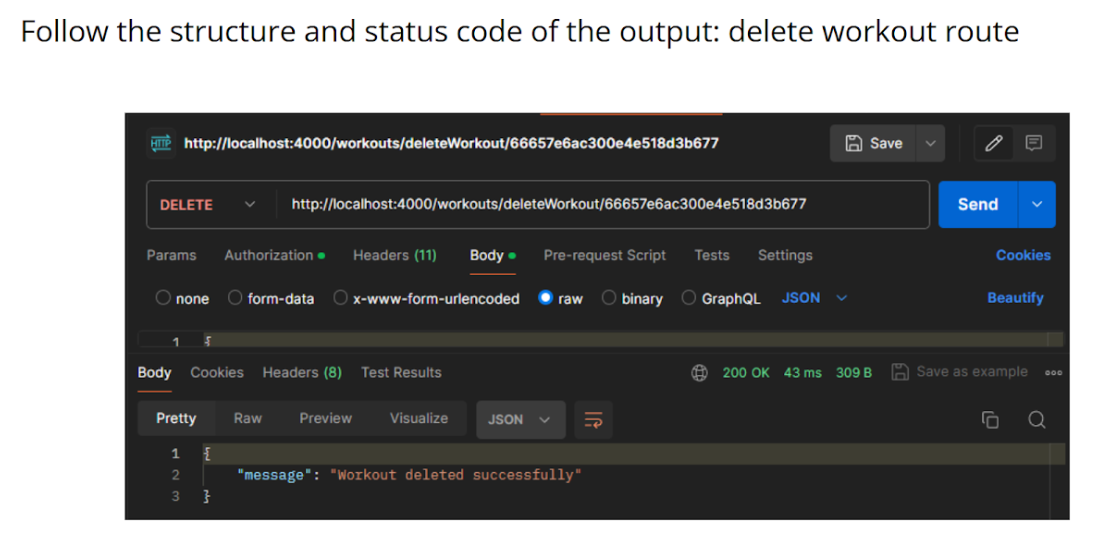 Follow the structure and status code of the output: delete workout route
HTTP http://localhost:4000/workouts/deleteWorkout/66657e6ac300e4e518d3b677 Save
DELETE http://localhost:4000/workouts/deleteWorkout/66657e6ac300e4e518d3b677 Send
Params Authorization Headers (11) Body Pre-request Script Tests Settings Cookies
none form-data x-www-form-urlencoded raw binary GraphQL JSON Beautify
1 {
Body Cookies Headers (8) Test Results 200 OK 43 ms 309 B Save as example
Pretty Raw Preview Visualize JSON
1 {
2 "message": "Workout deleted successfully"
3 }